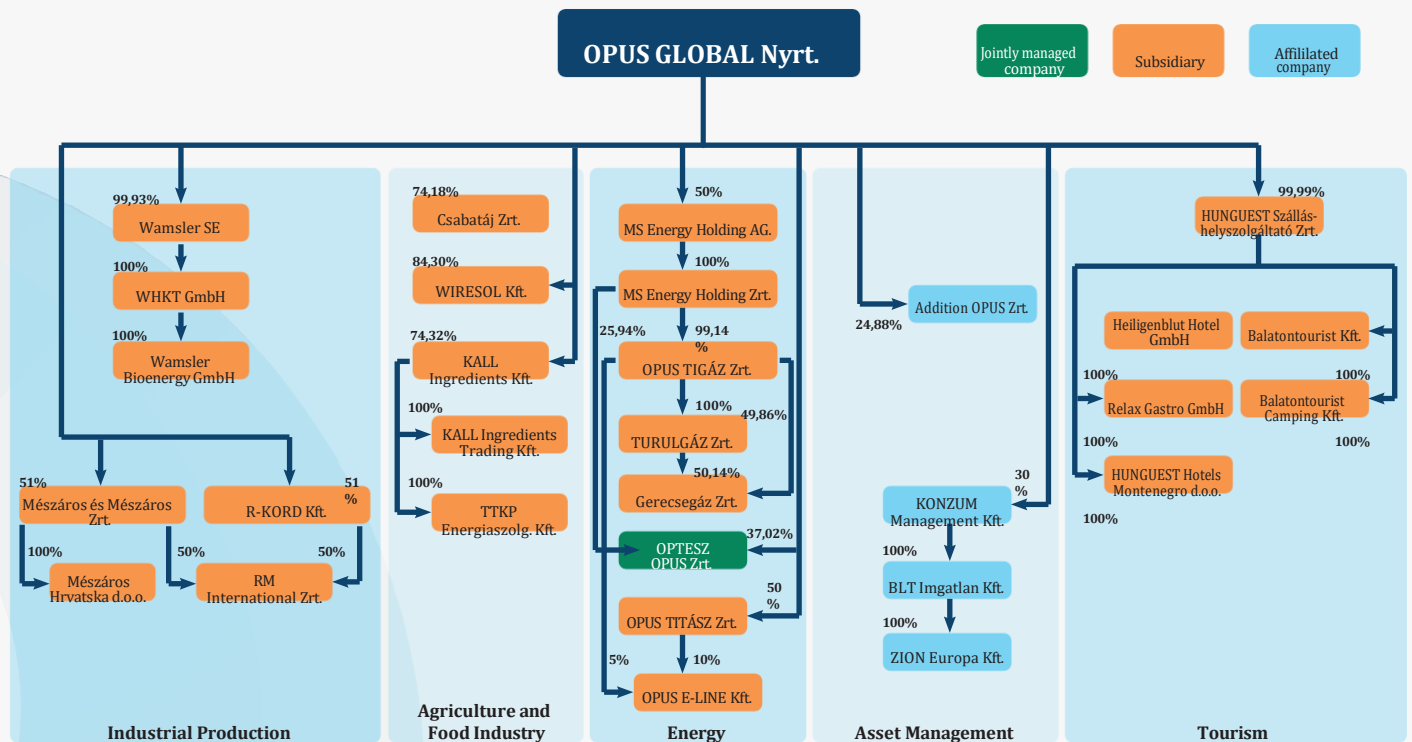 OPUS GLOBAL Nyrt.
Jointly managed
company
Subsidiary
Affililated
company
99,93%
Wamsler SE
100%
WHKT GmbH
100%
Wamsler
Bioenergy GmbH
51%
Mészáros és Mészáros
Zrt.
51
%
R-KORD Kft.
100%
50%
50%
Mészáros
Hrvatska d.o.o.
RM
International Zrt.
Industrial Production
74,18%
Csabatáj Zrt.
84,30%
WIRESOL Kft.
74,32%
KALL
Ingredients Kft.
100%
KALL Ingredients
Trading Kft.
100%
TTKP
Energiaszolg. Kft.
Agriculture and
Food Industry
50%
MS Energy Holding AG.
100%
MS Energy Holding Zrt.
25,94%
99,14
%
OPUS TIGÁZ Zrt.
100%
49,86%
TURULGÁZ Zrt.
50,14%
Gerecsegáz Zrt.
37,02%
OPTESZ
OPUS Zrt.
50
%
OPUS TITÁSZ Zrt.
5%
10%
OPUS E-LINE Kft.
Energy
Addition OPUS Zrt.
24,88%
30
%
KONZUM
Management Kft.
100%
BLT Imgatlan Kft.
100%
ZION Europa Kft.
Asset Management
99,99%
HUNGUEST Szállás-
helyszolgáltató Zrt.
Heiligenblut Hotel
GmbH
Balatontourist Kft.
100%
100%
Relax Gastro GmbH
Balatontourist
Camping Kft.
100%
100%
HUNGUEST Hotels
Montenegro d.o.o.
100%
Tourism